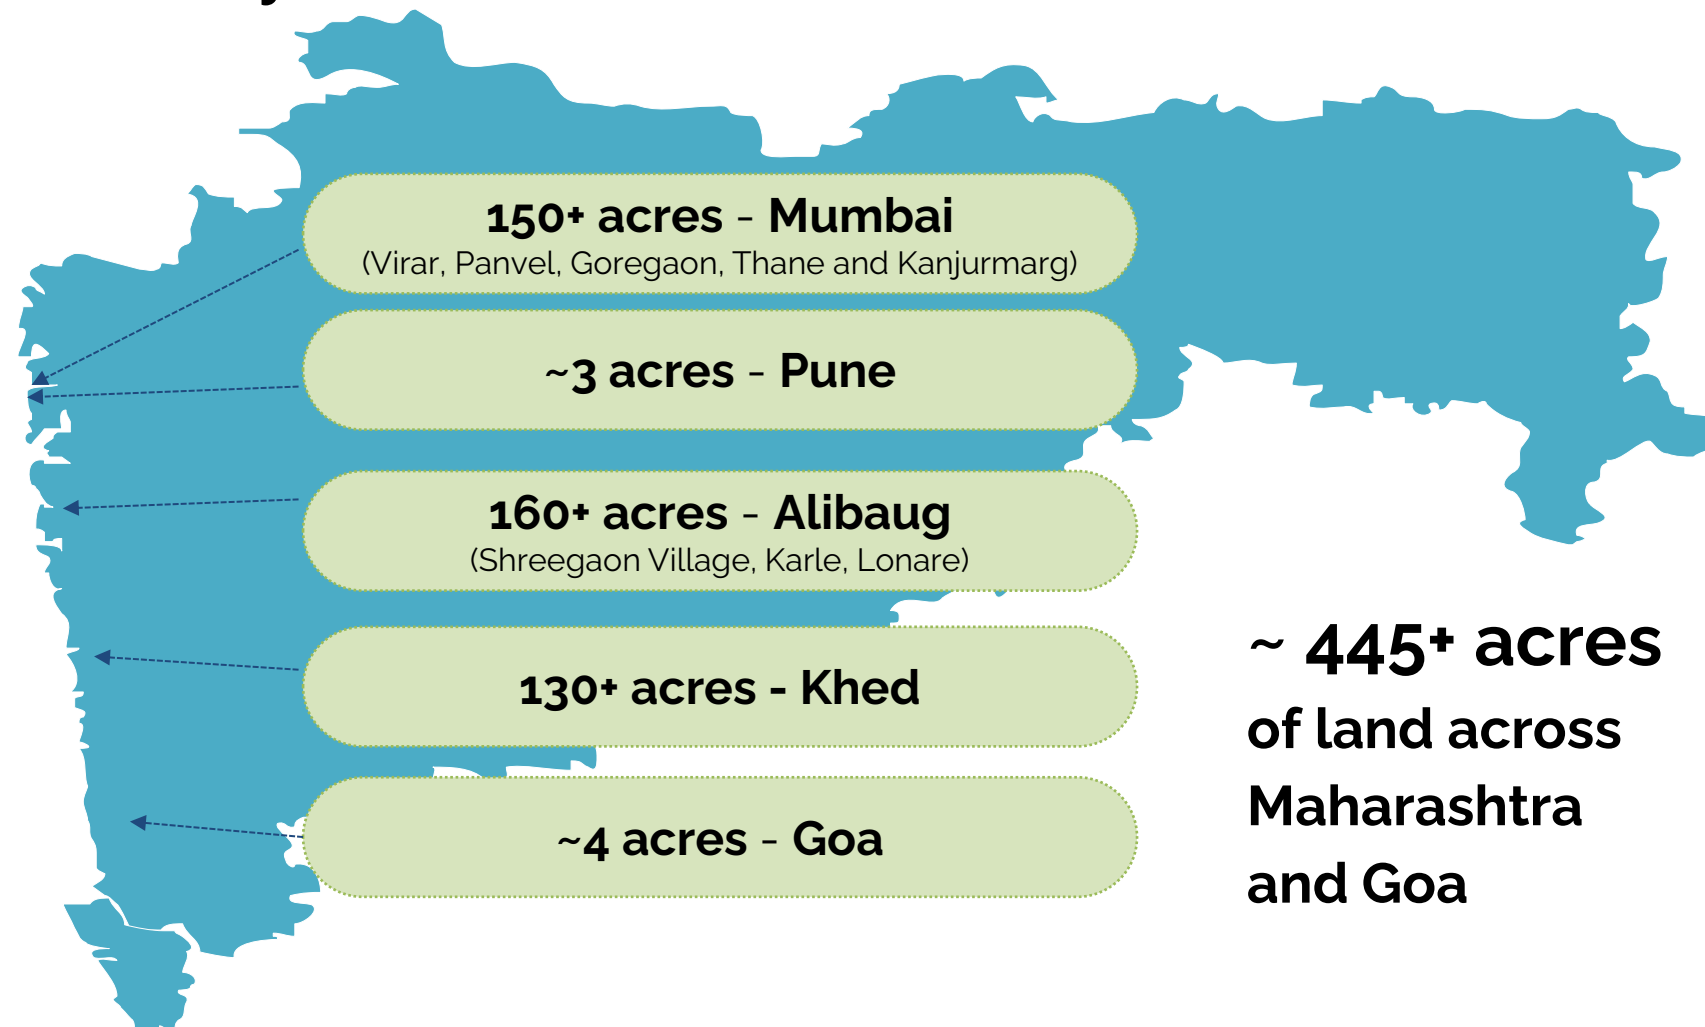 150+ acres - Mumbai
(Virar, Panvel, Goregaon, Thane and Kanjurmarg)
~3 acres - Pune
160+ acres - Alibaug
(Shreegaon Village, Karle, Lonare)
130+ acres - Khed
~4 acres - Goa
~ 445+ acres
of land across
Maharashtra
and Goa